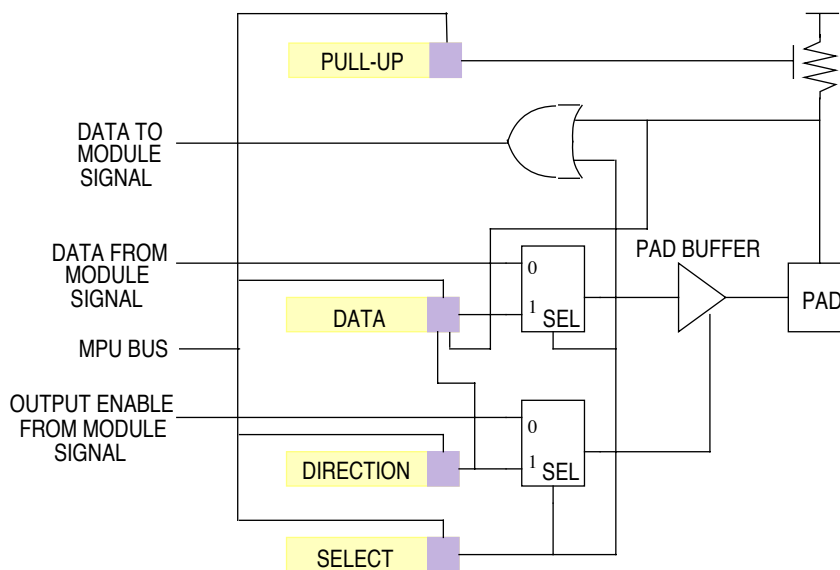 PULL-UP
DATA TO
MODULE
SIGNAL
DATA FROM
MODULE
SIGNAL
0
1
SEL
PAD BUFFER
PAD
DATA
MPU BUS
OUTPUT ENABLE
FROM MODULE
SIGNAL
0
1
SEL
DIRECTION
SELECT